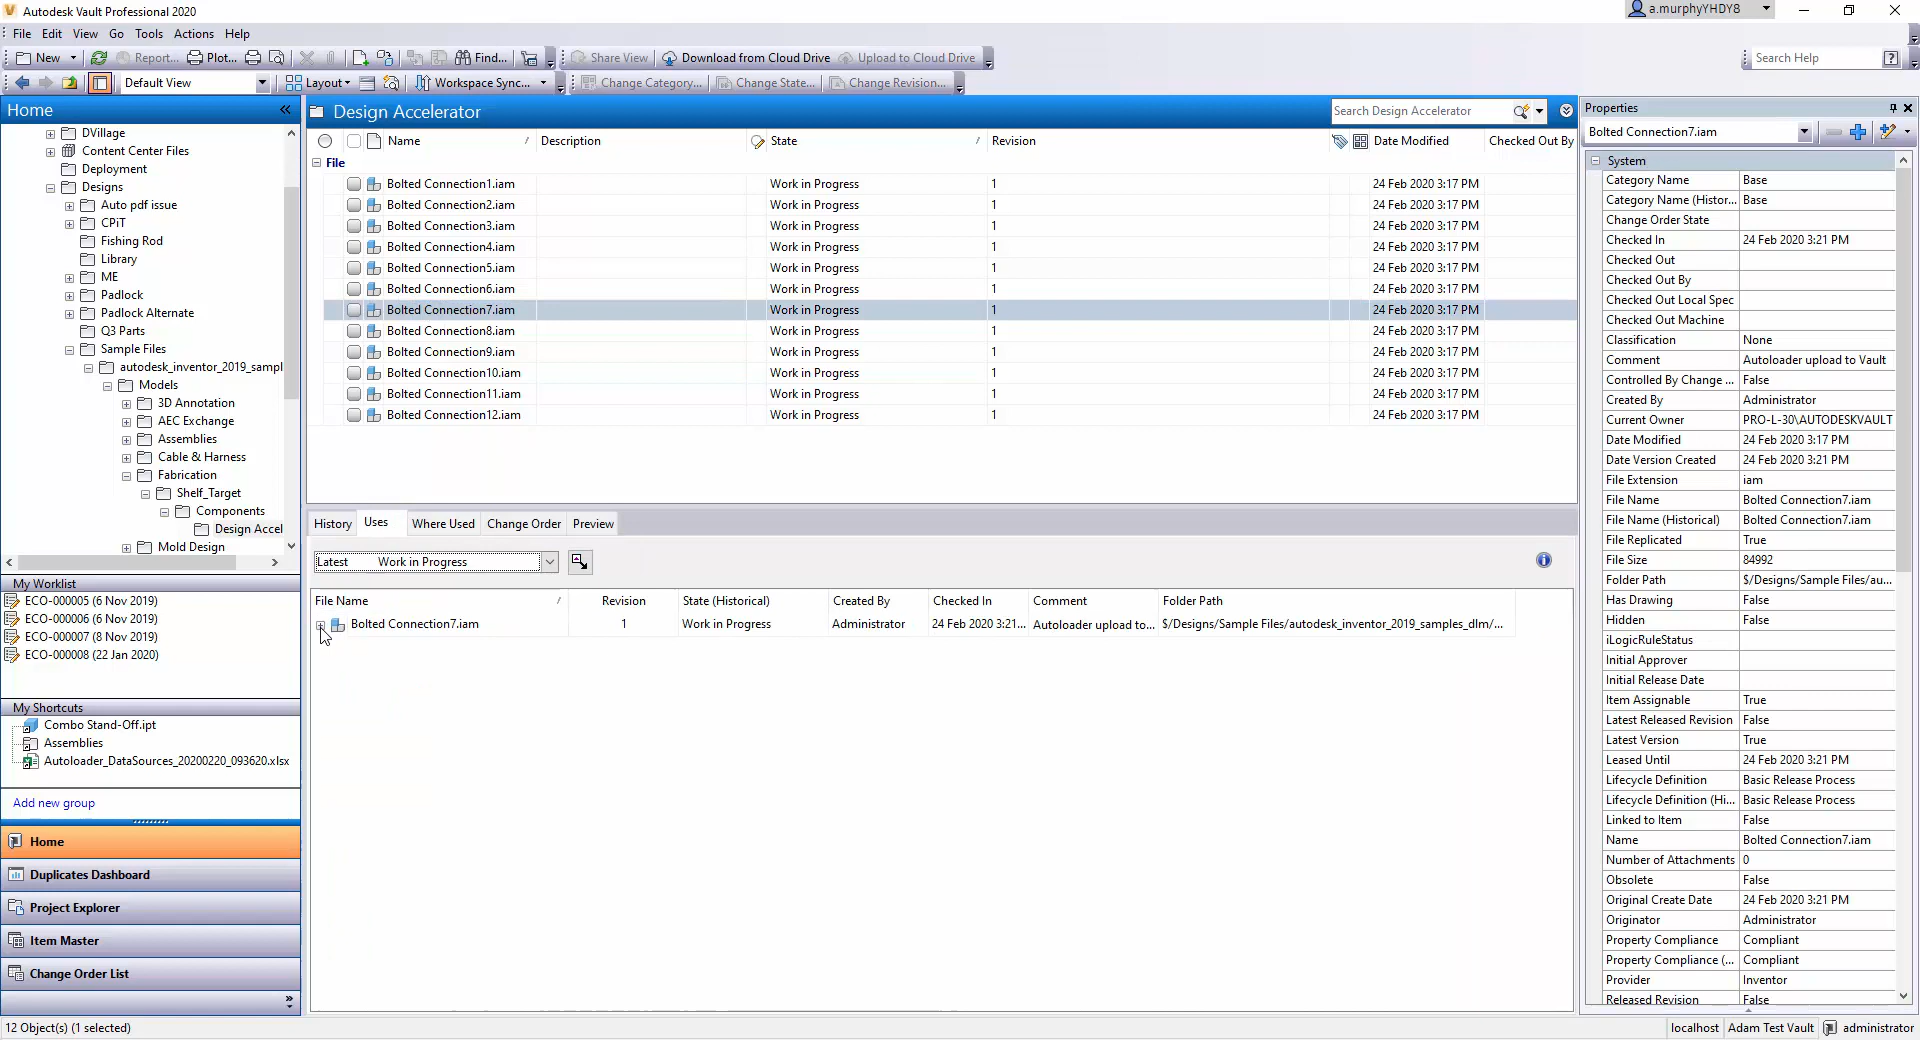 Autodesk Vault Professional 2020
a.murphyYHDY8
File Edit View Go Tools Actions Help
New Report... Plot... Find... Share View Download from Cloud Drive Upload to Cloud Drive Search Help
Default View Layout Workspace Sync... Change Category... Change State... Change Revision...
Home
DVillage
Content Center Files
Deployment
Designs
Auto pdf issue
CPiT
Fishing Rod
Library
ME
Padlock
Padlock Alternate
Q3 Parts
Sample Files
autodesk_inventor_2019_sampl
Models
3D Annotation
AEC Exchange
Assemblies
Cable & Harness
Fabrication
Shelf_Target
Components
Design Accel
Mold Design
My Worklist
ECO-000005 (6 Nov 2019)
ECO-000006 (6 Nov 2019)
ECO-000007 (8 Nov 2019)
ECO-000008 (22 Jan 2020)
My Shortcuts
Combo Stand-Off.ipt
Assemblies
Autoloader_DataSources_20200220_093620.xlsx
Add new group
Home
Duplicates Dashboard
Project Explorer
Item Master
Change Order List
Design Accelerator
Search Design Accelerator
Name Description State Revision Date Modified Checked Out By
File
Bolted Connection1.iam Work in Progress 1 24 Feb 2020 3:17 PM
Bolted Connection2.iam Work in Progress 1 24 Feb 2020 3:17 PM
Bolted Connection3.iam Work in Progress 1 24 Feb 2020 3:17 PM
Bolted Connection4.iam Work in Progress 1 24 Feb 2020 3:17 PM
Bolted Connection5.iam Work in Progress 1 24 Feb 2020 3:17 PM
Bolted Connection6.iam Work in Progress 1 24 Feb 2020 3:17 PM
Bolted Connection7.iam Work in Progress 1 24 Feb 2020 3:17 PM
Bolted Connection8.iam Work in Progress 1 24 Feb 2020 3:17 PM
Bolted Connection9.iam Work in Progress 1 24 Feb 2020 3:17 PM
Bolted Connection10.iam Work in Progress 1 24 Feb 2020 3:17 PM
Bolted Connection11.iam Work in Progress 1 24 Feb 2020 3:17 PM
Bolted Connection12.iam Work in Progress 1 24 Feb 2020 3:17 PM
History Uses Where Used Change Order Preview
Latest Work in Progress
File Name Revision State (Historical) Created By Checked In Comment Folder Path
Bolted Connection7.iam 1 Work in Progress Administrator 24 Feb 2020 3:21... Autoloader upload to... $/Designs/Sample Files/autodesk_inventor_2019_samples_dlm/...
Properties
Bolted Connection7.iam
System
Category Name Base
Category Name (Histor... Base
Change Order State
Checked In 24 Feb 2020 3:21 PM
Checked Out
Checked Out By
Checked Out Local Spec
Checked Out Machine
Classification None
Comment Autoloader upload to Vault
Controlled By Change ... False
Created By Administrator
Current Owner PRO-L-30\AUTODESKVAULT
Date Modified 24 Feb 2020 3:17 PM
Date Version Created 24 Feb 2020 3:21 PM
File Extension iam
File Name Bolted Connection7.iam
File Name (Historical) Bolted Connection7.iam
File Replicated True
File Size 84992
Folder Path $/Designs/Sample Files/au...
Has Drawing False
Hidden False
iLogicRuleStatus
Initial Approver
Initial Release Date
Item Assignable True
Latest Released Revision False
Latest Version True
Leased Until 24 Feb 2020 3:21 PM
Lifecycle Definition Basic Release Process
Lifecycle Definition (Hi... Basic Release Process
Linked to Item False
Name Bolted Connection7.iam
Number of Attachments 0
Obsolete False
Original Create Date 24 Feb 2020 3:21 PM
Originator Administrator
Property Compliance Compliant
Property Compliance (... Compliant
Provider Inventor
Released Revision False
12 Object(s) (1 selected)
localhost Adam Test Vault administrator